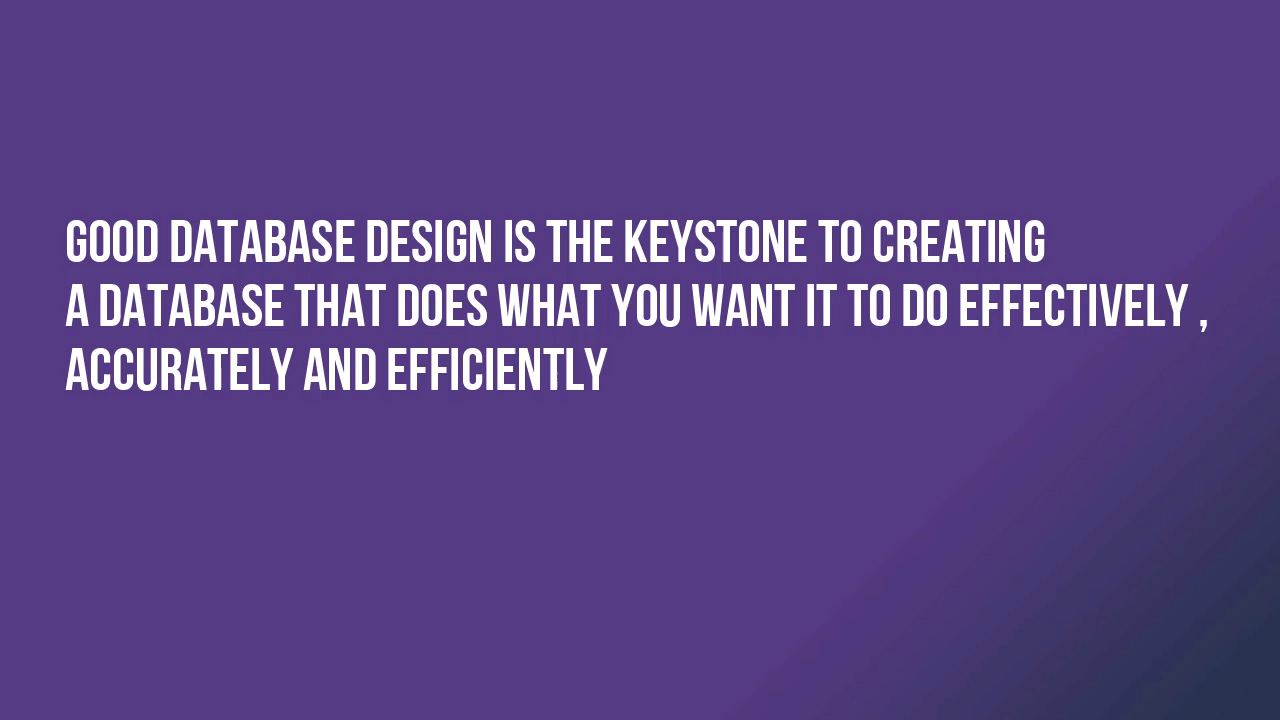 GOOD DATABASE DESIGN IS THE KEYSTONE TO CREATING
A DATABASE THAT DOES WHAT YOU WANT IT TO DO EFFECTIVELY ,
ACCURATELY AND EFFICIENTLY